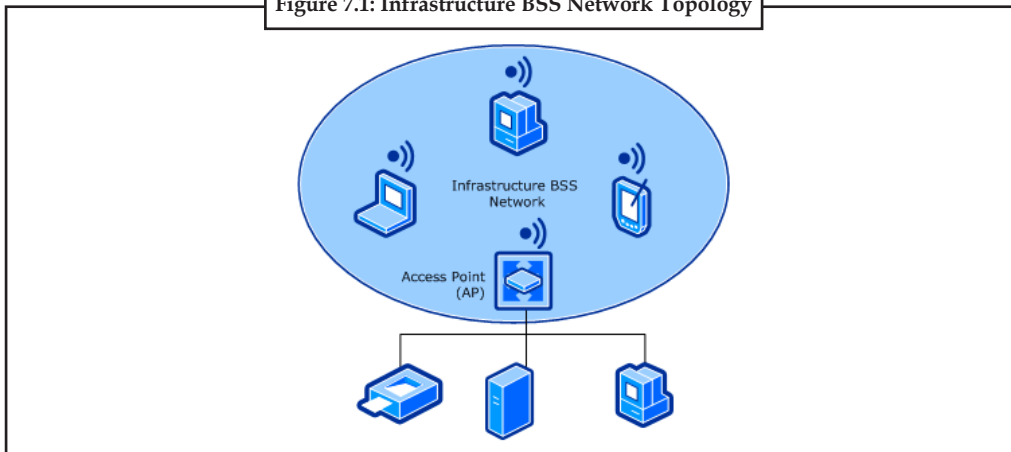 Figure 7.1: Infrastructure BSS Network Topology
Infrastructure BSS
Network
Access Point
(AP)